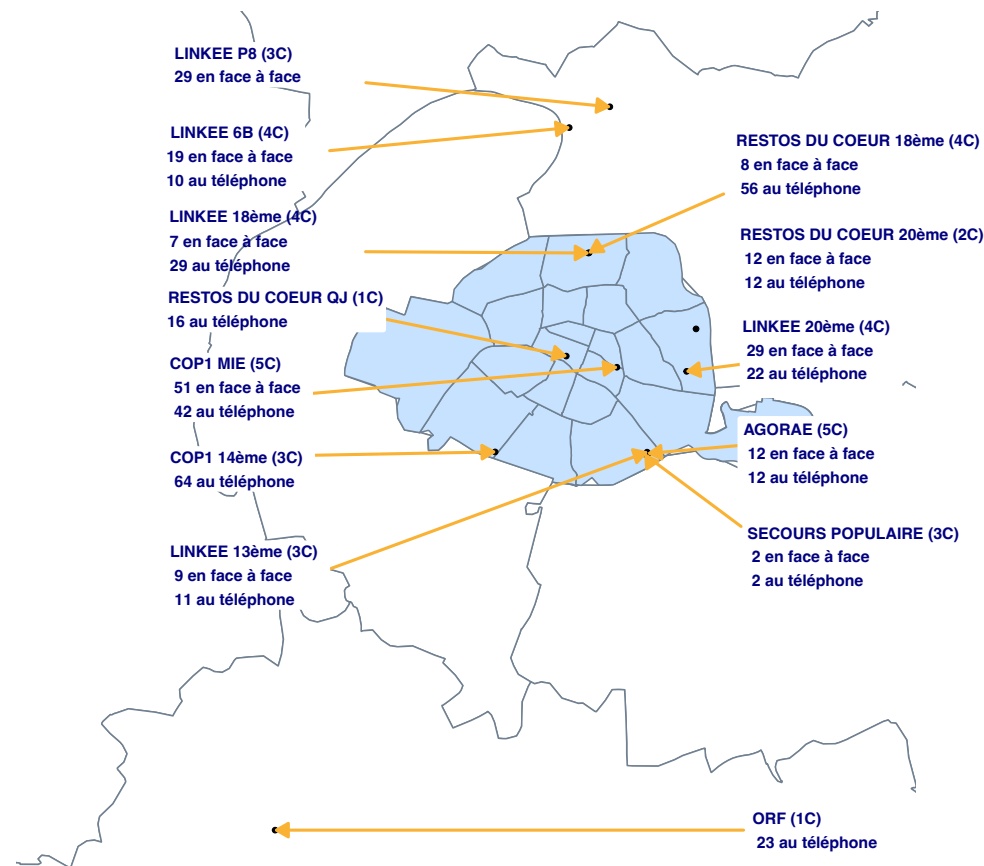 LINKEE P8 (3C)
29 en face à face
LINKEE 6B (4C)
19 en face à face
10 au téléphone
LINKEE 18ème (4C)
7 en face à face
29 au téléphone
RESTOS DU COEUR QJ (1C)
16 au téléphone
COP1 MIE (5C)
51 en face à face
42 au téléphone
COP1 14ème (3C)
64 au téléphone
LINKEE 13ème (3C)
9 en face à face
11 au téléphone
RESTOS DU COEUR 18ème (4C)
8 en face à face
56 au téléphone
RESTOS DU COEUR 20ème (2C)
12 en face à face
12 au téléphone
LINKEE 20ème (4C)
29 en face à face
22 au téléphone
AGORAE (5C)
12 en face à face
12 au téléphone
SECOURS POPULAIRE (3C)
2 en face à face
2 au téléphone
ORF (1C)
23 au téléphone